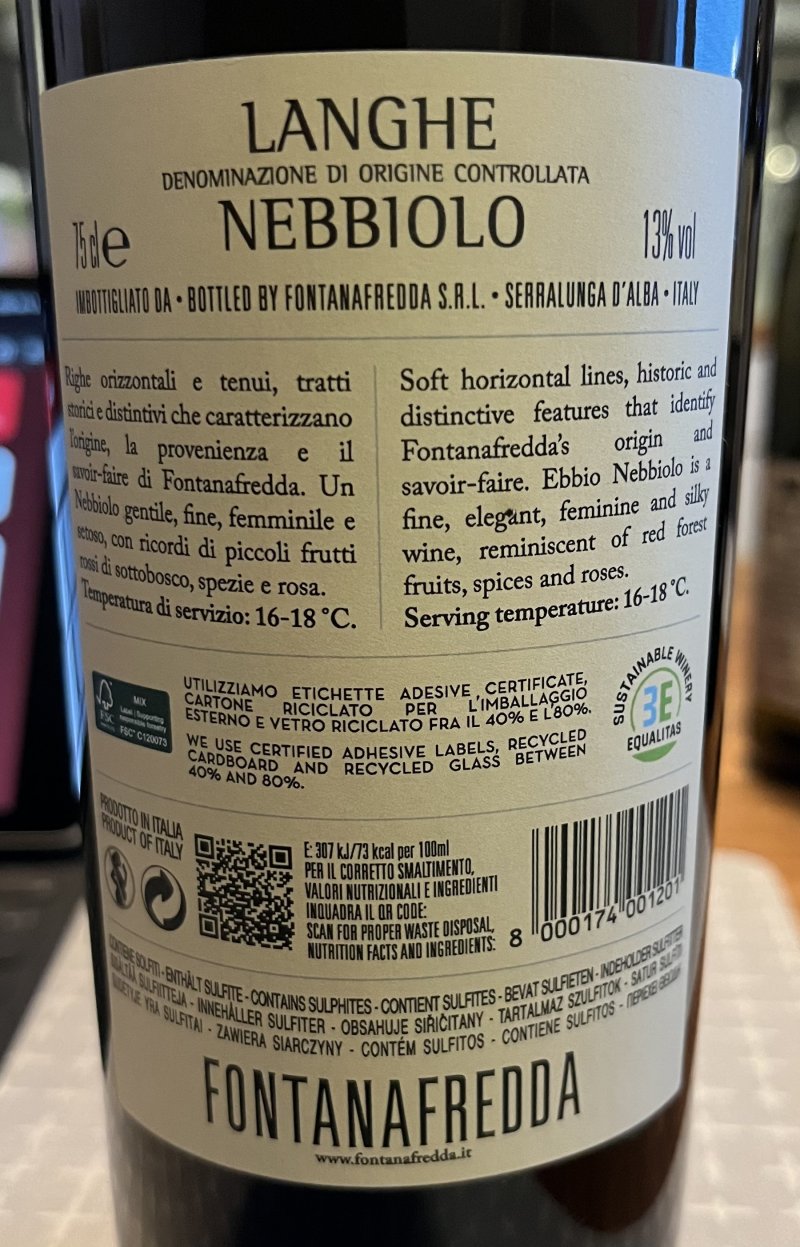 LANGHE
DENOMINAZIONE DI ORIGINE CONTROLLATA
NEBBIOLO
75 cl e
13% vol
IMBOTTIGLIATO DA • BOTTLED BY FONTANAFREDDA S.R.L. • SERRALUNGA D'ALBA • ITALY
Righe orizzontali e tenui, tratti
storici e distintivi che caratterizzano
l'origine, la provenienza e il
savoir-faire di Fontanafredda. Un
Nebbiolo gentile, fine, femminile e
setoso, con ricordi di piccoli frutti
rossi di sottobosco, spezie e rosa.
Temperatura di servizio: 16-18 °C.
Soft horizontal lines, historic and
distinctive features that identify
Fontanafredda's origin and
savoir-faire. Ebbio Nebbiolo is a
fine, elegant, feminine and silky
wine, reminiscent of red forest
fruits, spices and roses.
Serving temperature: 16-18 °C.
FSC
MIX
Label | Supporting
responsible forestry
FSC® C120073
UTILIZZIAMO ETICHETTE ADESIVE, CERTIFICATE,
CARTONE RICICLATO PER L'IMBALLAGGIO
ESTERNO E VETRO RICICLATO FRA IL 40% E L'80%.
WE USE CERTIFIED ADHESIVE LABELS, RECYCLED
CARDBOARD AND RECYCLED GLASS BETWEEN
40% AND 80%.
SUSTAINABLE WINERY
3E
EQUALITAS
PRODOTTO IN ITALIA
PRODUCT OF ITALY
E: 307 kJ/73 kcal per 100ml
PER IL CORRETTO SMALTIMENTO,
VALORI NUTRIZIONALI E INGREDIENTI
INQUADRA IL QR CODE:
SCAN FOR PROPER WASTE DISPOSAL,
NUTRITION FACTS AND INGREDIENTS:
8 000174 001201
CONTIENE SOLFITI - ENTHÄLT SULFITE - CONTAINS SULPHITES - CONTIENT SULFITES - BEVAT SULFIETEN - INDEHOLDER SULFITTER
SISÄLTÄÄ SULFIITTEJA - INNEHÅLLER SULFITER - OBSAHUJE SIŘIČITANY - TARTALMAZ SZULFITOK - SATUR SULFĪTI
SUDĖTYJE YRA SULFITAI - ZAWIERA SIARCZYNY - CONTÉM SULFITOS - CONTIENE SULFITOS
FONTANAFREDDA
www.fontanafredda.it